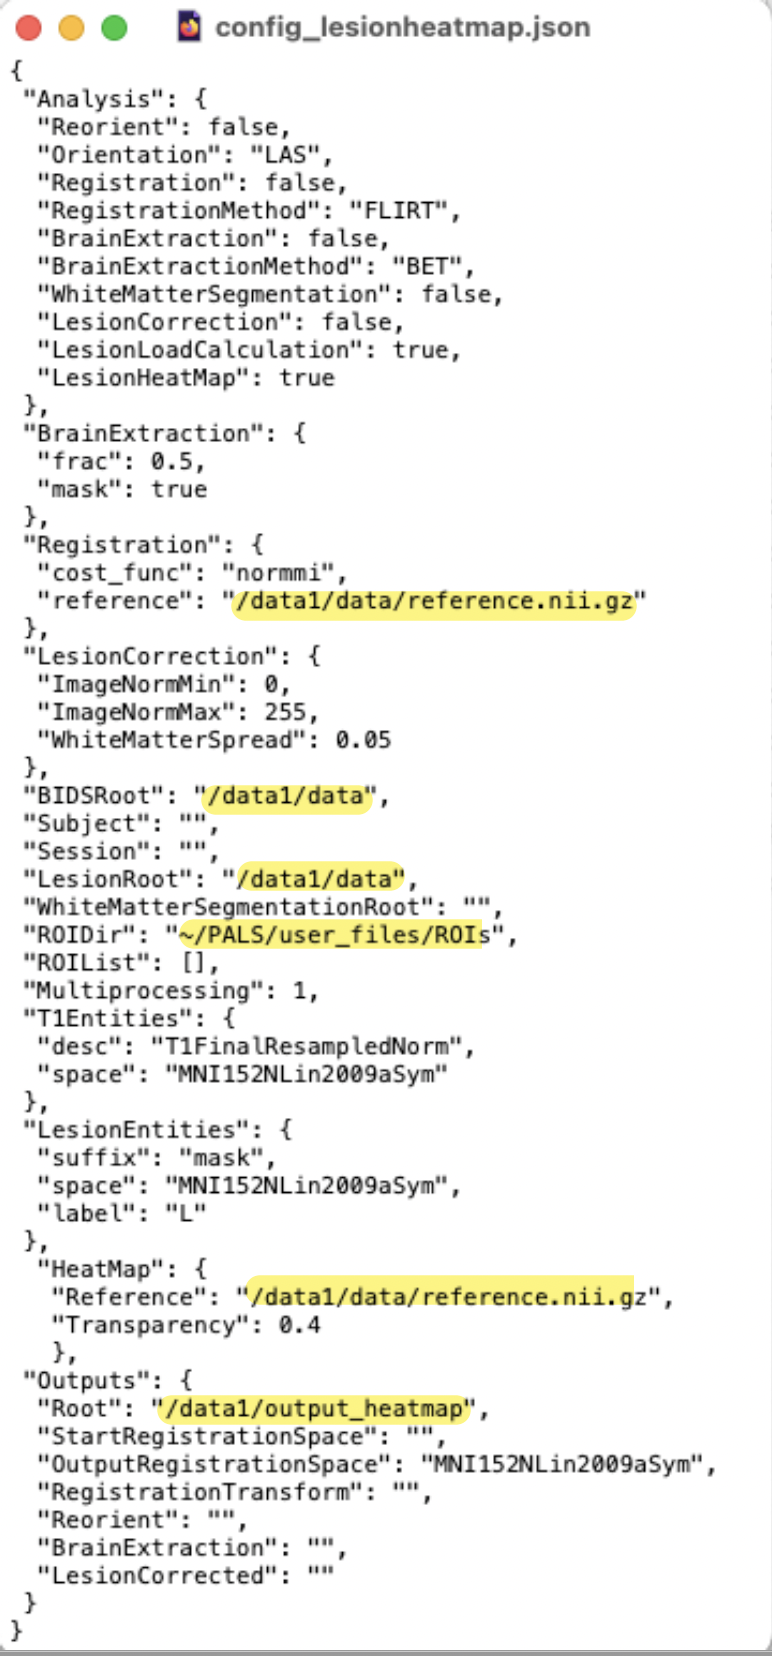 config_lesionheatmap.json
{
"Analysis": {
"Reorient": false,
"Orientation": "LAS",
"Registration": false,
"RegistrationMethod": "FLIRT",
"BrainExtraction": false,
"BrainExtractionMethod": "BET",
"WhiteMatterSegmentation": false,
"LesionCorrection": false,
"LesionLoadCalculation": true,
"LesionHeatMap": true
},
"BrainExtraction": {
"frac": 0.5,
"mask": true
},
"Registration": {
"cost_func": "normmi",
"reference": "/data1/data/reference.nii.gz"
},
"LesionCorrection": {
"ImageNormMin": 0,
"ImageNormMax": 255,
"WhiteMatterSpread": 0.05
},
"BIDSRoot": "/data1/data",
"Subject": "",
"Session": "",
"LesionRoot": "/data1/data",
"WhiteMatterSegmentationRoot": "",
"ROIDir": "~/PALS/user_files/ROIs",
"ROIList": [],
"Multiprocessing": 1,
"T1Entities": {
"desc": "T1FinalResampledNorm",
"space": "MNI152NLin2009aSym"
},
"LesionEntities": {
"suffix": "mask",
"space": "MNI152NLin2009aSym",
"label": "L"
},
"HeatMap": {
"Reference": "/data1/data/reference.nii.gz",
"Transparency": 0.4
},
"Outputs": {
"Root": "/data1/output_heatmap",
"StartRegistrationSpace": "",
"OutputRegistrationSpace": "MNI152NLin2009aSym",
"RegistrationTransform": "",
"Reorient": "",
"BrainExtraction": "",
"LesionCorrected": ""
}
}